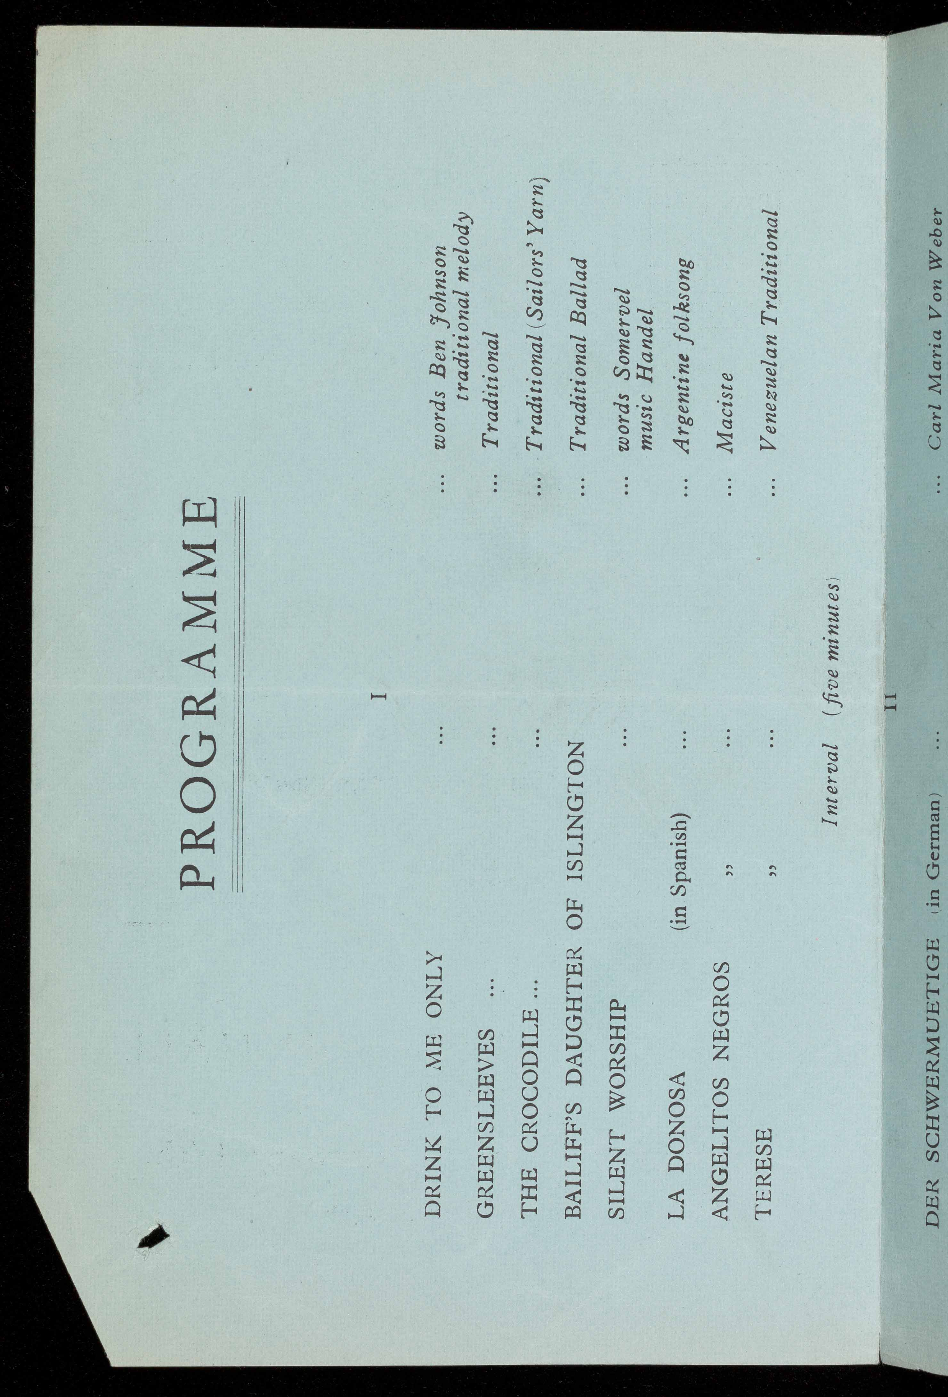 PROGRAMME
I
DRINK TO ME ONLY ... ... words Ben Johnson
traditional melody
GREENSLEEVES ... ... ... Traditional
THE CROCODILE ... ... ... Traditional (Sailors' Yarn)
BAILIFF'S DAUGHTER OF ISLINGTON ... Traditional Ballad
SILENT WORSHIP ... ... words Somervel
music Handel
LA DONOSA (in Spanish) ... ... Argentine folksong
ANGELITOS NEGROS ,, ... ... Maciste
TERESE ,, ... ... Venezuelan Traditional
Interval (five minutes)
II
DER SCHWERMUETIGE (in German) ... ... Carl Maria Von Weber